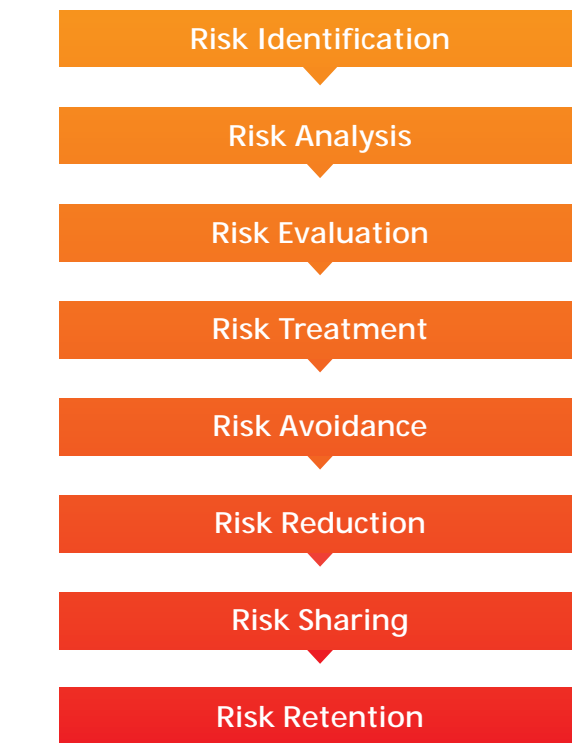 Risk Identification
Risk Analysis
Risk Evaluation
Risk Treatment
Risk Avoidance
Risk Reduction
Risk Sharing
Risk Retention